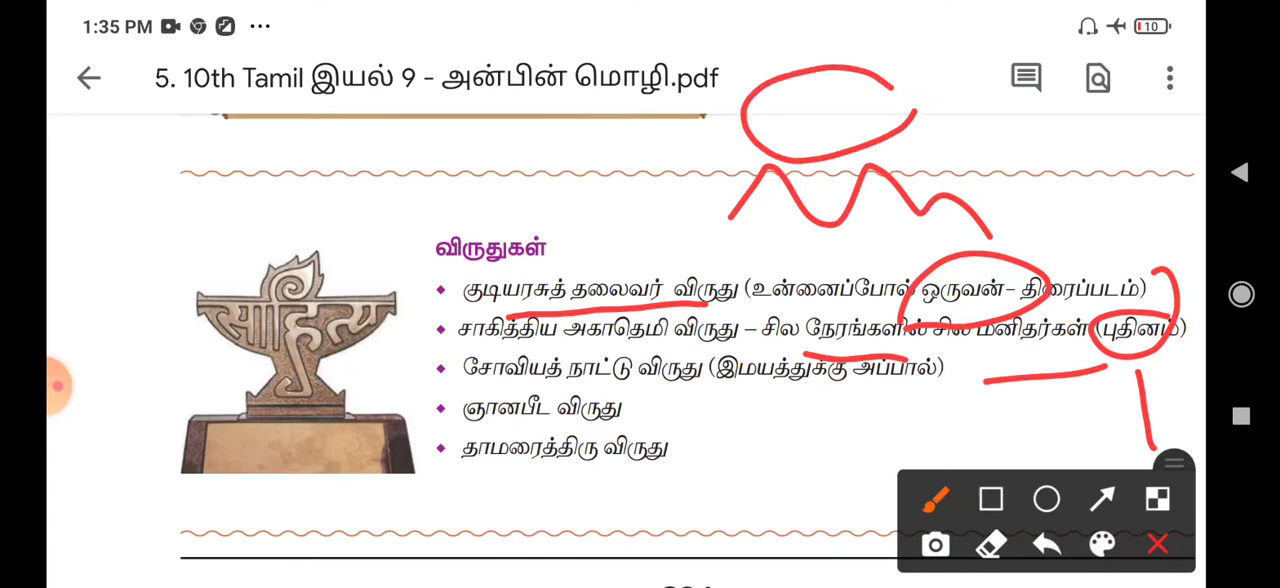 1:35 PM
10
5. 10th Tamil இயல் 9 - அன்பின் மொழி.pdf
விருதுகள்
குடியரசுத் தலைவர் விருது (உன்னைப்போல் ஒருவன்– திரைப்படம்)
சாகித்திய அகாதெமி விருது – சில நேரங்களில் சில மனிதர்கள் (புதினம்)
சோவியத் நாட்டு விருது (இமயத்துக்கு அப்பால்)
ஞானபீட விருது
தாமரைத்திரு விருது
साहित्य